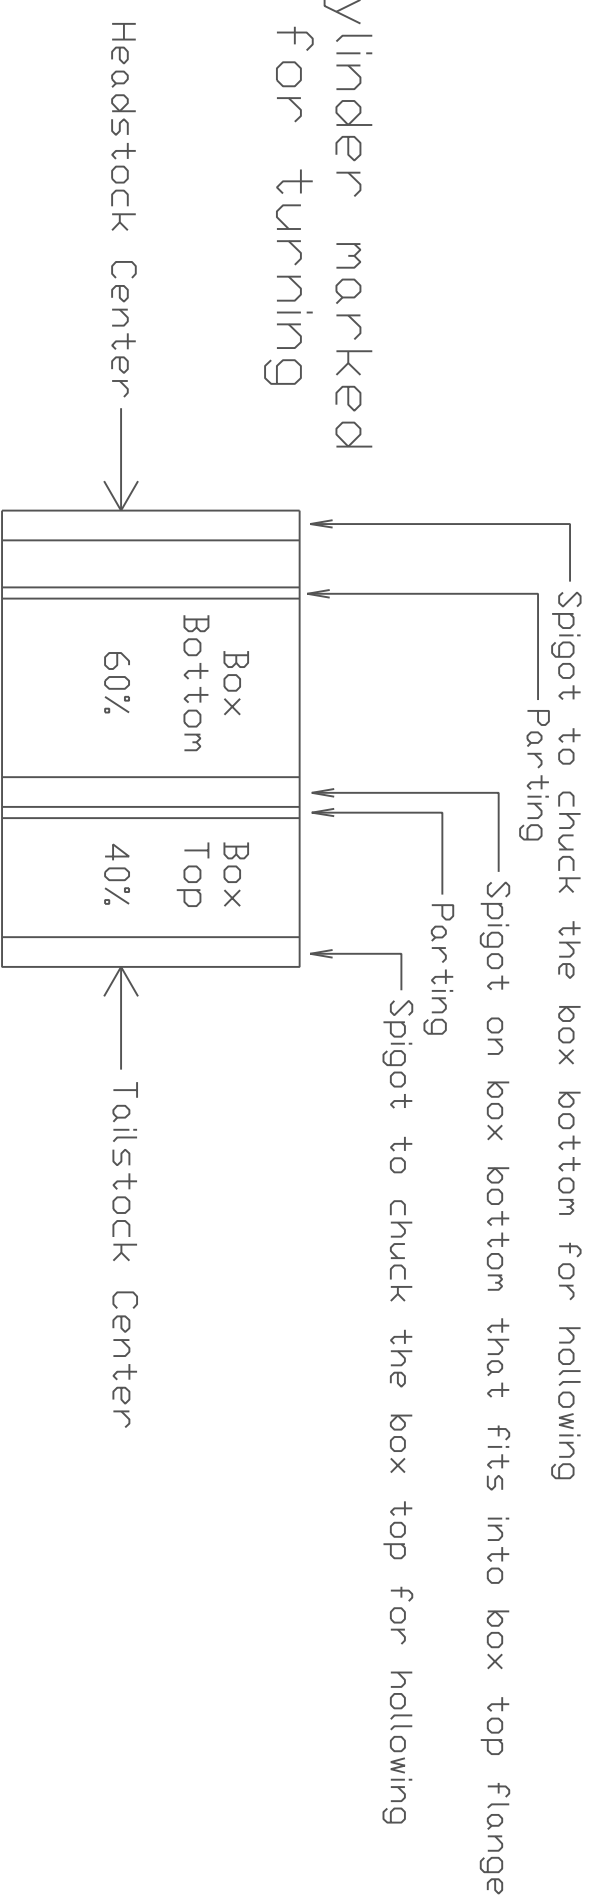 ylinder marked
for turning
Spigot to chuck the box bottom for hollowing
Parting
Spigot on box bottom that fits into box top flange
Parting
Spigot to chuck the box top for hollowing
Headstock Center
Box
Bottom
60%
Box
Top
40%
Tailstock Center